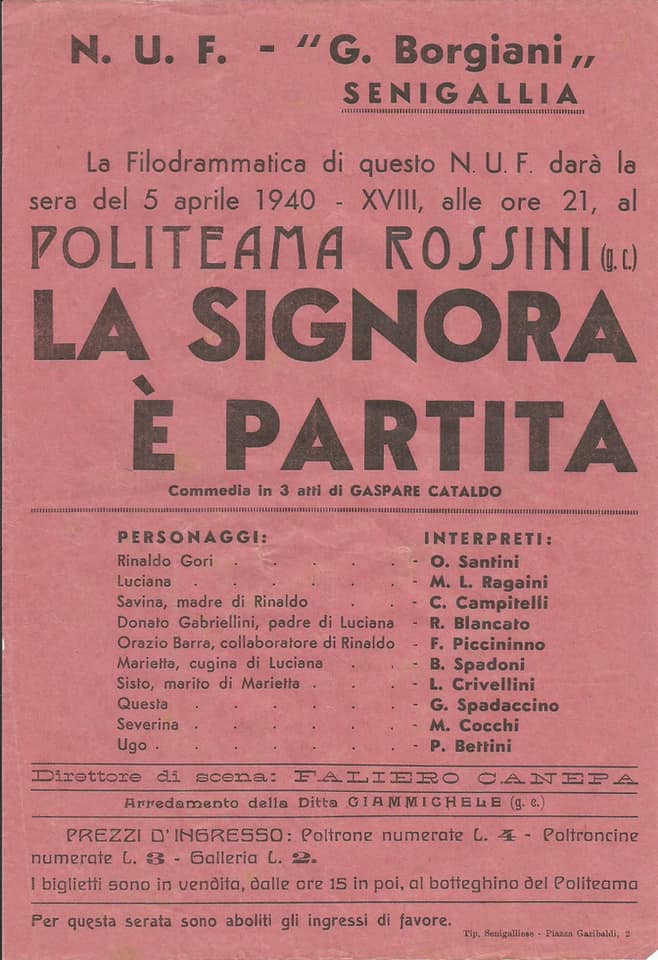 N. U. F. - "G. Borgiani„
SENIGALLIA
La Filodrammatica di questo N. U. F. darà la
sera del 5 aprile 1940 - XVIII, alle ore 21, al
POLITEAMA ROSSINI (g. c.)
LA SIGNORA
È PARTITA
Commedia in 3 atti di GASPARE CATALDO
PERSONAGGI: INTERPRETI:
Rinaldo Gori . . . . . . - O. Santini
Luciana . . . . . . . - M. L. Ragaini
Savina, madre di Rinaldo . . . - C. Campitelli
Donato Gabriellini, padre di Luciana - R. Blancato
Orazio Barra, collaboratore di Rinaldo - F. Piccininno
Marietta, cugina di Luciana . . . - B. Spadoni
Sisto, marito di Marietta . . . . - L. Crivellini
Questa . . . . . . . - G. Spadaccino
Severina . . . . . . . - M. Cocchi
Ugo . . . . . . . . - P. Bettini
Direttore di scena: FALIERO CANEPA
Arredamento della Ditta GIAMMICHELE (g. c.)
PREZZI D'INGRESSO: Poltrone numerate L. 4 - Poltroncine
numerate L. 3 - Galleria L. 2.
I biglietti sono in vendita, dalle ore 15 in poi, al botteghino del Politeama
Per questa serata sono aboliti gli ingressi di favore.
Tip. Senigalliese - Piazza Garibaldi, 2